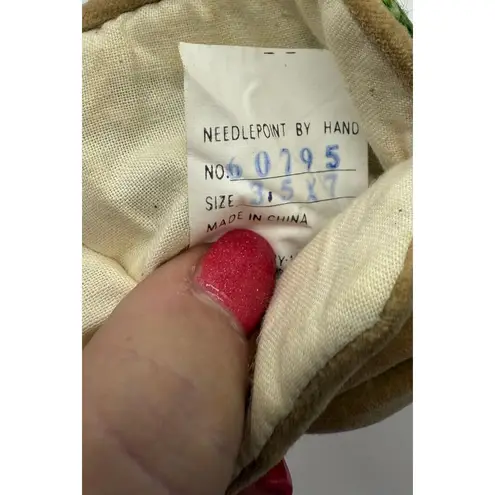 NEEDLEPOINT BY HAND
NO. 60795
SIZE 3.5X7
MADE IN CHINA